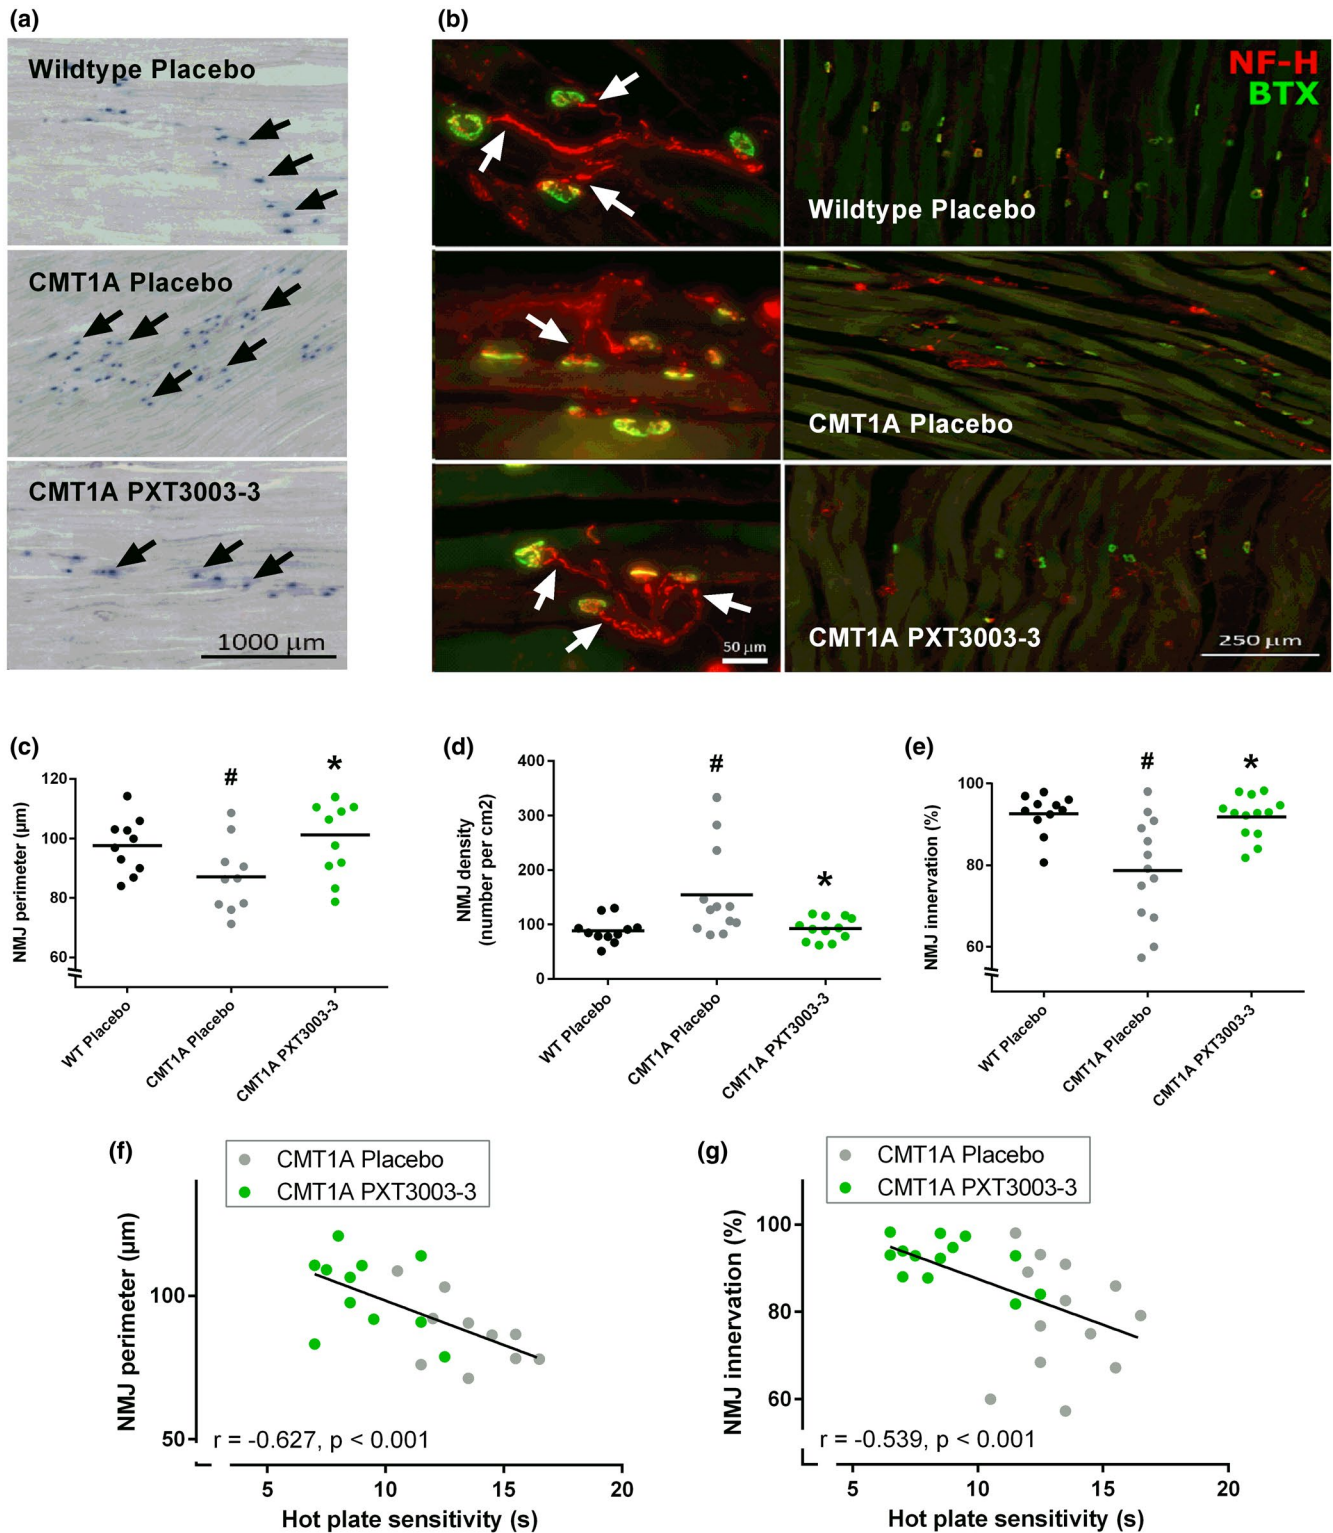 (a)
(b)
Wildtype Placebo
CMT1A Placebo
CMT1A PXT3003-3
1000 µm
NF-H
BTX
Wildtype Placebo
CMT1A Placebo
50 µm
CMT1A PXT3003-3
250 µm
(c)
120
100
80
60
NMJ perimeter (µm)
#
*
WT Placebo
CMT1A Placebo
CMT1A PXT3003-3
(d)
400
300
200
100
0
NMJ density
(number per cm2)
#
*
WT Placebo
CMT1A Placebo
CMT1A PXT3003-3
(e)
100
80
60
NMJ innervation (%)
#
*
WT Placebo
CMT1A Placebo
CMT1A PXT3003-3
(f)
CMT1A Placebo
CMT1A PXT3003-3
NMJ perimeter (µm)
100
50
r = -0.627, p < 0.001
5 10 15 20
Hot plate sensitivity (s)
(g)
CMT1A Placebo
CMT1A PXT3003-3
NMJ innervation (%)
100
80
60
r = -0.539, p < 0.001
5 10 15 20
Hot plate sensitivity (s)